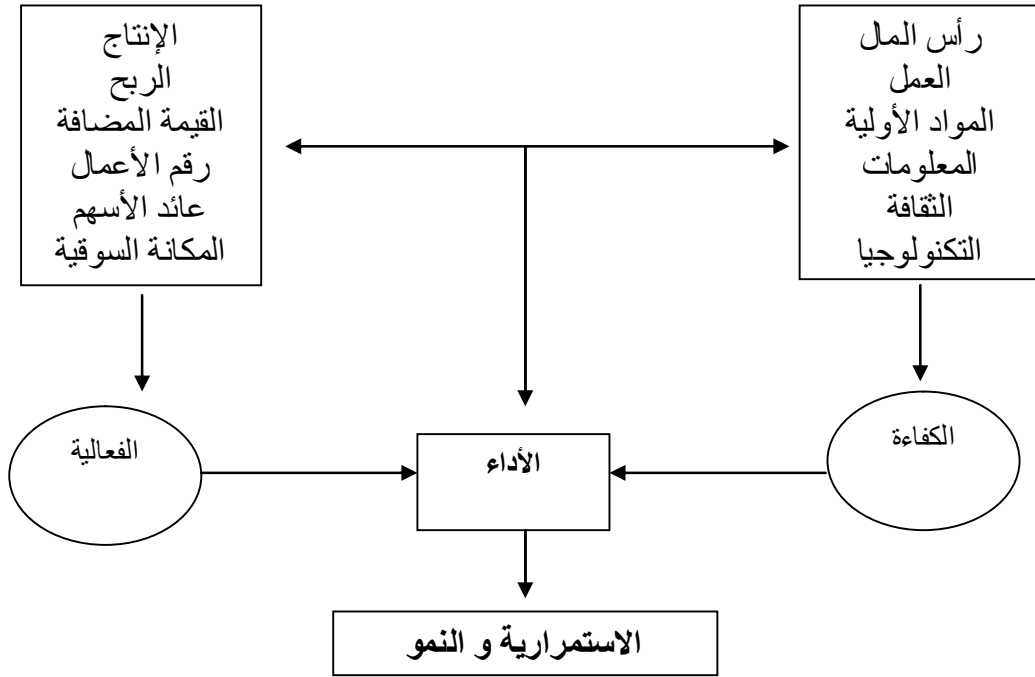 رأس المال
العمل
المواد الأولية
المعلومات
الثقافة
التكنولوجيا
الإنتاج
الربح
القيمة المضافة
رقم الأعمال
عائد الأسهم
المكانة السوقية
الكفاءة
الأداء
الفعالية
الاستمرارية و النمو